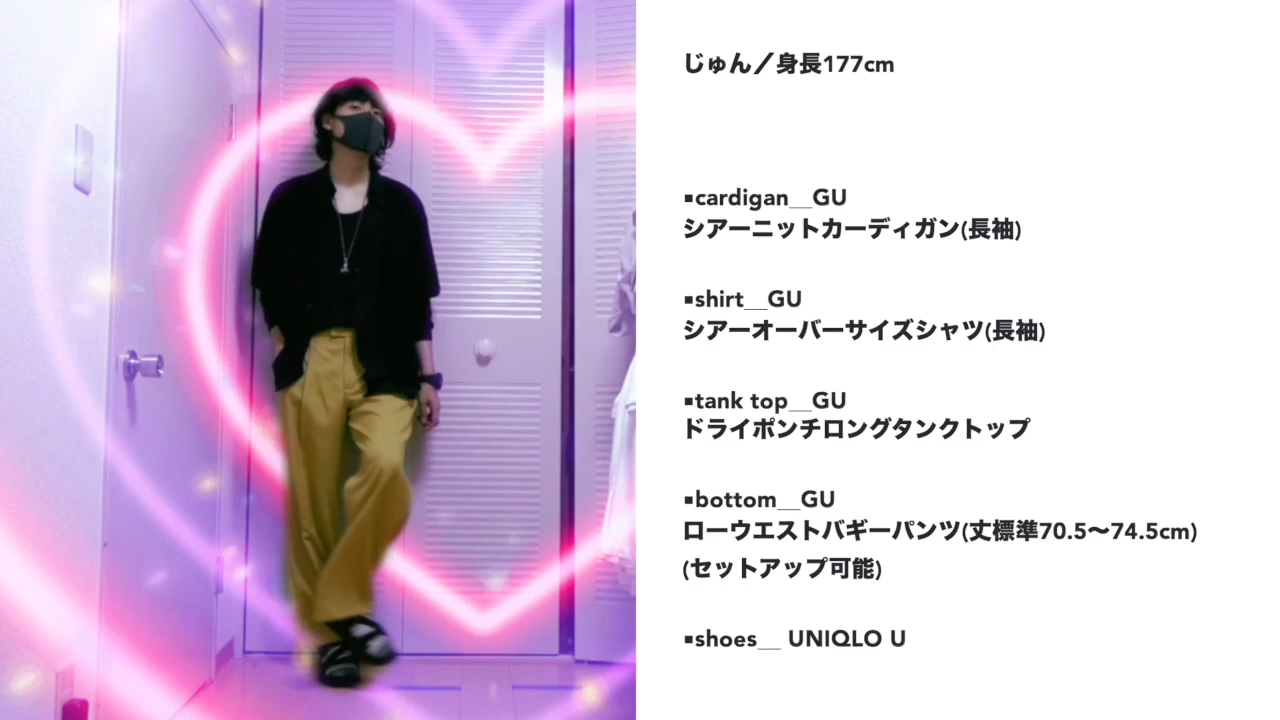 じゅん／身長177cm
▪cardigan__GU
シアーニットカーディガン(長袖)
▪shirt__GU
シアーオーバーサイズシャツ(長袖)
▪tank top__GU
ドライポンチロングタンクトップ
▪bottom__GU
ローウエストバギーパンツ(丈標準70.5〜74.5cm)
(セットアップ可能)
▪shoes__ UNIQLO U